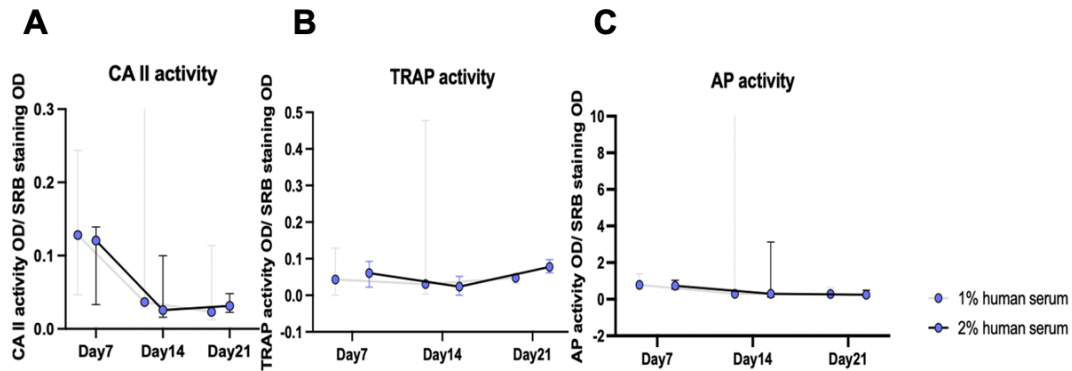 A
B
C
CA II activity
TRAP activity
AP activity
CA II activity OD/ SRB staining OD
0.3
0.2
0.1
0.0
Day7
Day14
Day21
TRAP activity OD/ SRB staining OD
0.5
0.4
0.3
0.2
0.1
0.0
-0.1
Day7
Day14
Day21
AP activity OD/ SRB staining OD
10
8
6
4
2
0
-2
Day7
Day14
Day21
1% human serum
2% human serum